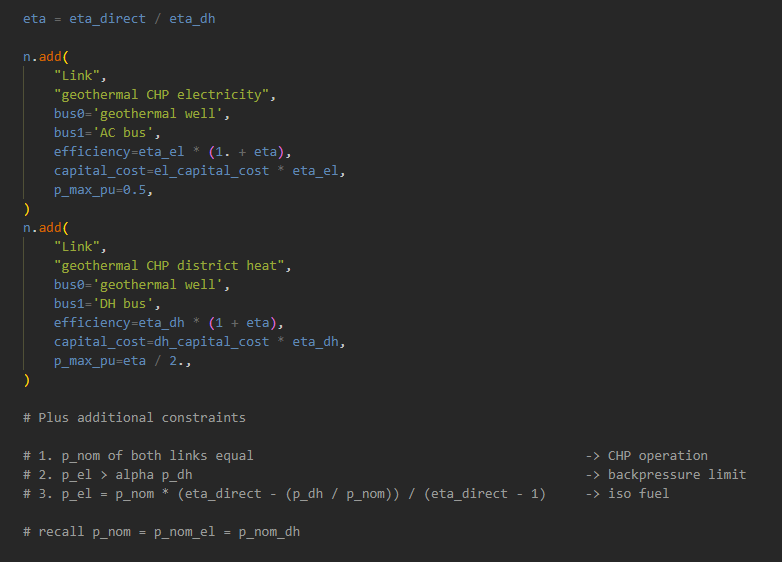 eta = eta_direct / eta_dh
n.add(
"Link",
"geothermal CHP electricity",
bus0='geothermal well',
bus1='AC bus',
efficiency=eta_el * (1. + eta),
capital_cost=el_capital_cost * eta_el,
p_max_pu=0.5,
)
n.add(
"Link",
"geothermal CHP district heat",
bus0='geothermal well',
bus1='DH bus',
efficiency=eta_dh * (1 + eta),
capital_cost=dh_capital_cost * eta_dh,
p_max_pu=eta / 2.,
)
# Plus additional constraints
# 1. p_nom of both links equal -> CHP operation
# 2. p_el > alpha p_dh -> backpressure limit
# 3. p_el = p_nom * (eta_direct - (p_dh / p_nom)) / (eta_direct - 1) -> iso fuel
# recall p_nom = p_nom_el = p_nom_dh